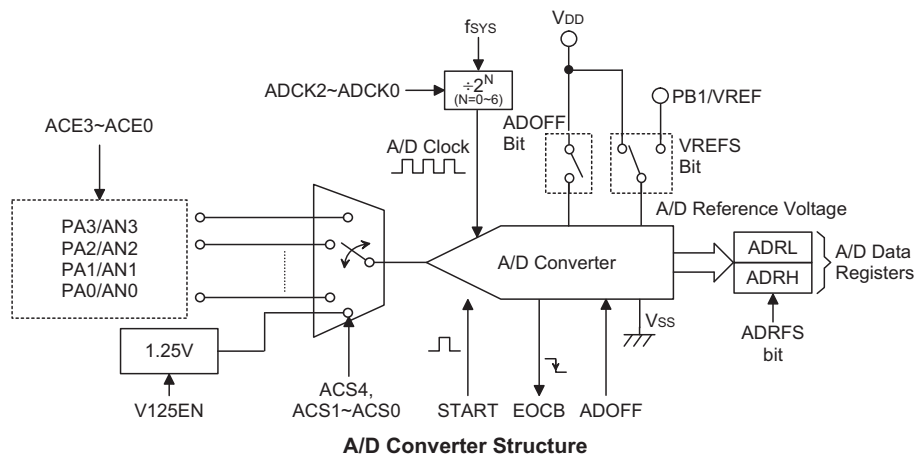 fSYS
VDD
÷2^N
(N=0~6)
ADCK2~ADCK0
PB1/VREF
ADOFF
Bit
VREFS
Bit
ACE3~ACE0
A/D Clock
A/D Reference Voltage
PA3/AN3
PA2/AN2
PA1/AN1
PA0/AN0
A/D Converter
ADRL
ADRH
A/D Data
Registers
VSS
1.25V
ADRFS
bit
V125EN
ACS4,
ACS1~ACS0
START
EOCB
ADOFF
A/D Converter Structure